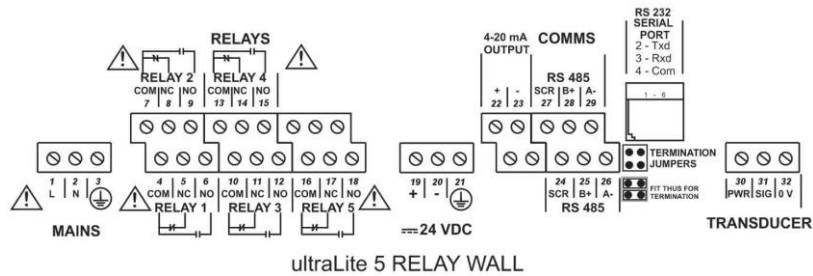 RELAYS
RELAY 2
COM NC NO
7 8 9
RELAY 4
COM NC NO
13 14 15
4-20 mA
OUTPUT
+ -
22 23
COMMS
RS 485
SCR B+ A-
27 28 29
RS 232
SERIAL
PORT
2 - Txd
3 - Rxd
4 - Com
1 - 6
TERMINATION
JUMPERS
FIT THUS FOR
TERMINATION
1 2 3
L N
MAINS
4 5 6
COM NC NO
RELAY 1
10 11 12
COM NC NO
RELAY 3
16 17 18
COM NC NO
RELAY 5
19 20 21
+ -
24 VDC
24 25 26
SCR B+ A-
RS 485
30 31 32
PWR SIG 0 V
TRANSDUCER
ultraLite 5 RELAY WALL